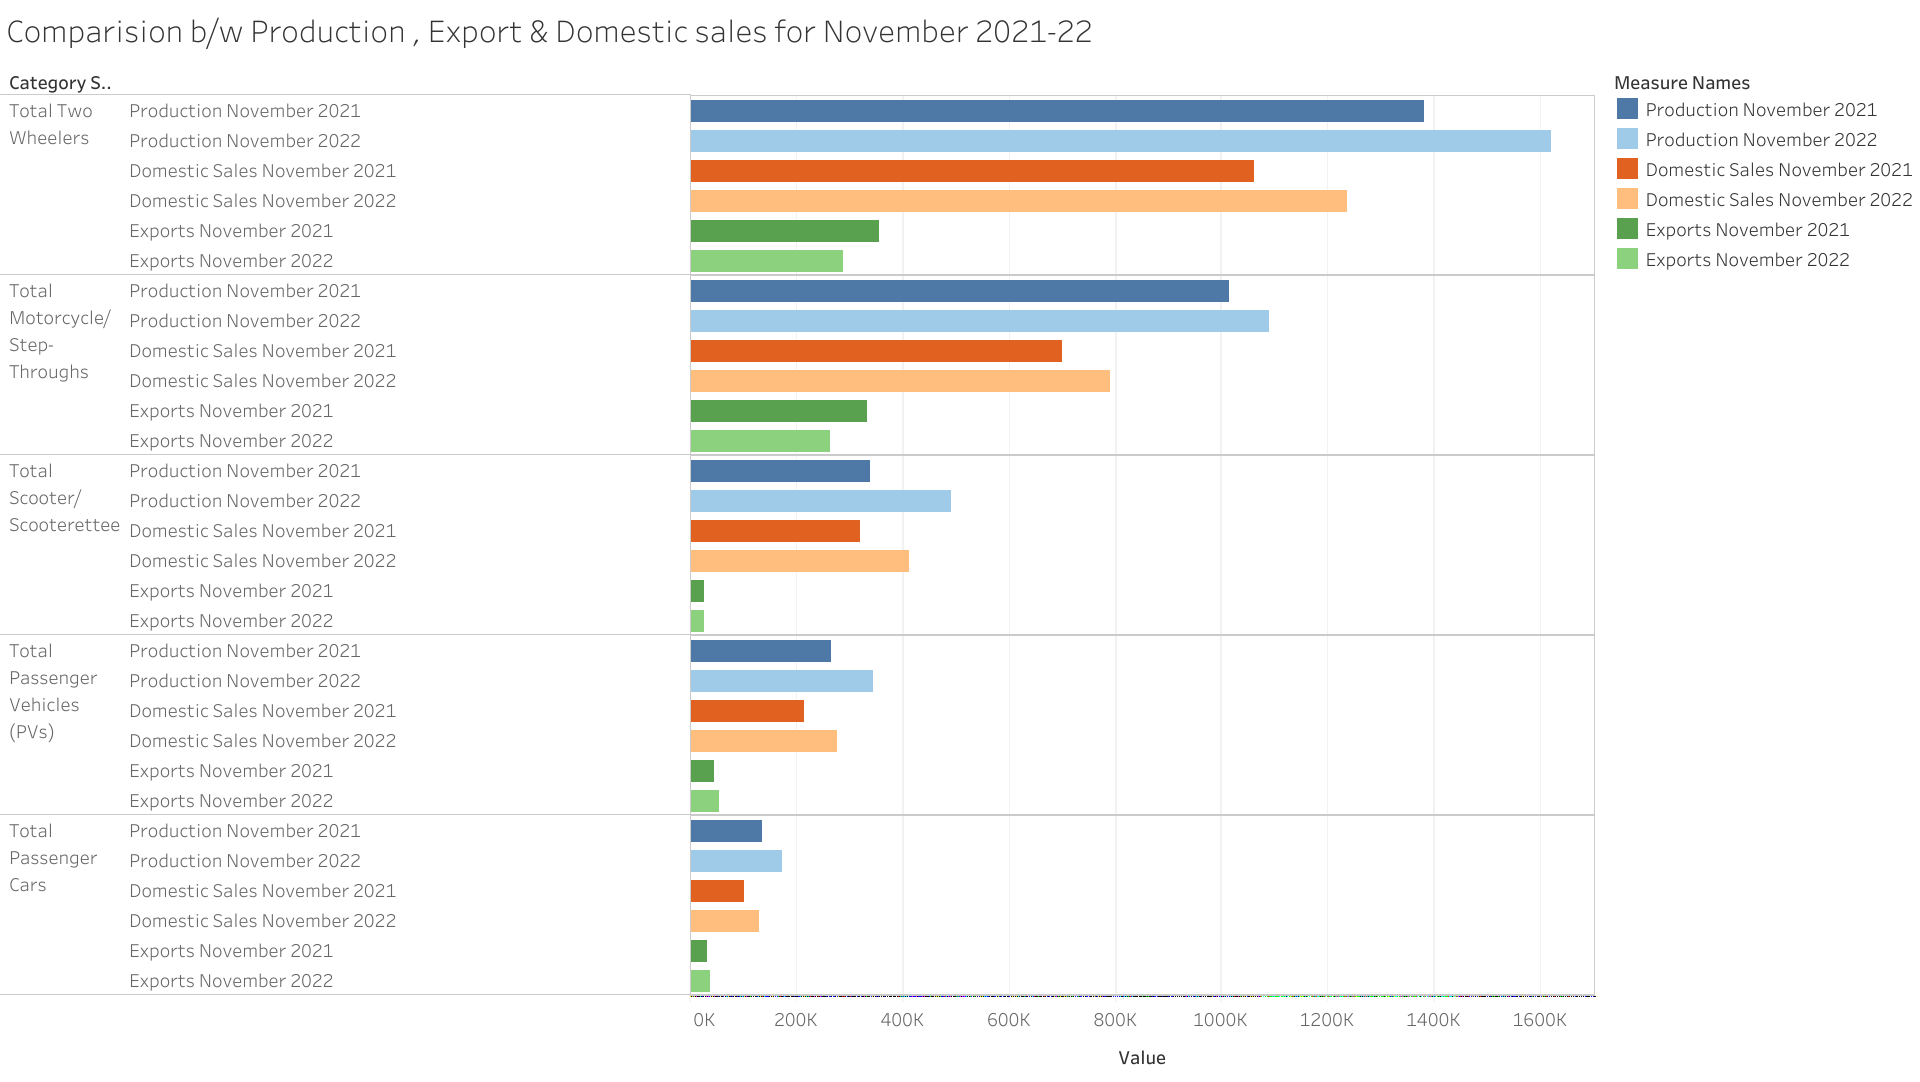 Comparision b/w Production , Export & Domestic sales for November 2021-22
Category S..
Total Two
Wheelers
Production November 2021
Production November 2022
Domestic Sales November 2021
Domestic Sales November 2022
Exports November 2021
Exports November 2022
Total
Motorcycle/
Step-
Throughs
Production November 2021
Production November 2022
Domestic Sales November 2021
Domestic Sales November 2022
Exports November 2021
Exports November 2022
Total
Scooter/
Scooterettee
Production November 2021
Production November 2022
Domestic Sales November 2021
Domestic Sales November 2022
Exports November 2021
Exports November 2022
Total
Passenger
Vehicles
(PVs)
Production November 2021
Production November 2022
Domestic Sales November 2021
Domestic Sales November 2022
Exports November 2021
Exports November 2022
Total
Passenger
Cars
Production November 2021
Production November 2022
Domestic Sales November 2021
Domestic Sales November 2022
Exports November 2021
Exports November 2022
0K 200K 400K 600K 800K 1000K 1200K 1400K 1600K
Value
Measure Names
Production November 2021
Production November 2022
Domestic Sales November 2021
Domestic Sales November 2022
Exports November 2021
Exports November 2022